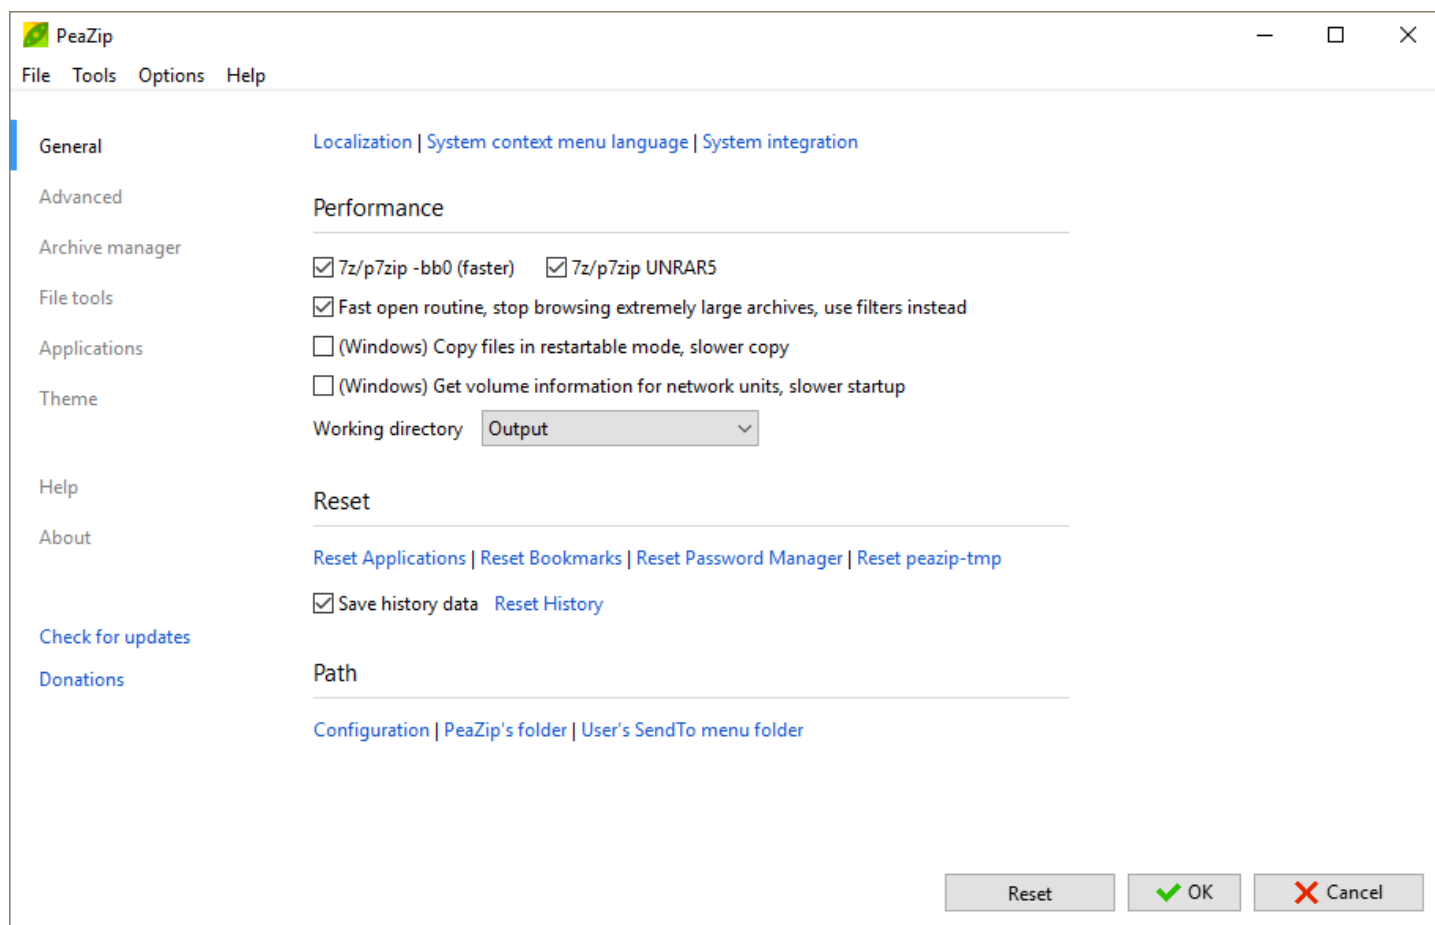 PeaZip
File Tools Options Help
General
Advanced
Archive manager
File tools
Applications
Theme
Help
About
Check for updates
Donations
Localization | System context menu language | System integration
Performance
7z/p7zip -bb0 (faster) 7z/p7zip UNRAR5
Fast open routine, stop browsing extremely large archives, use filters instead
(Windows) Copy files in restartable mode, slower copy
(Windows) Get volume information for network units, slower startup
Working directory Output
Reset
Reset Applications | Reset Bookmarks | Reset Password Manager | Reset peazip-tmp
Save history data Reset History
Path
Configuration | PeaZip's folder | User's SendTo menu folder
Reset OK Cancel